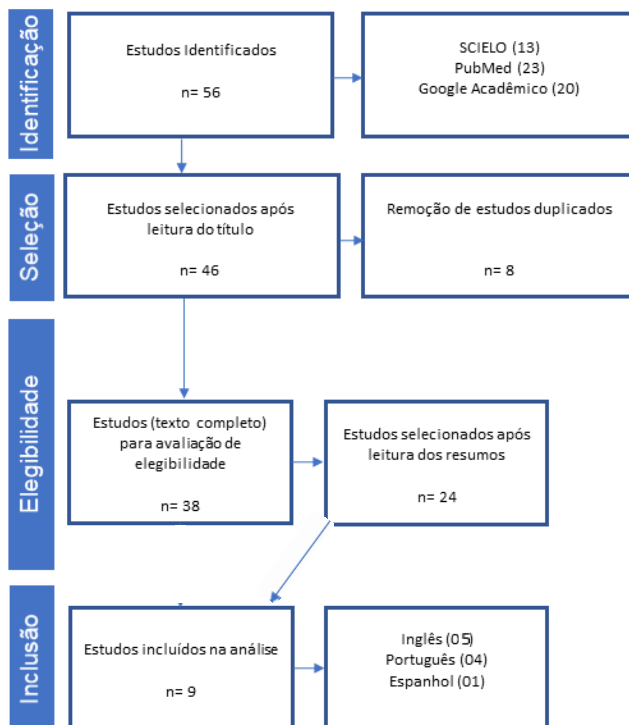 Identificação
Estudos Identificados
n= 56
SCIELO (13)
PubMed (23)
Google Acadêmico (20)
Seleção
Estudos selecionados após
leitura do título
n= 46
Remoção de estudos duplicados
n= 8
Elegibilidade
Estudos (texto completo)
para avaliação de
elegibilidade
n= 38
Estudos selecionados após
leitura dos resumos
n= 24
Inclusão
Estudos incluídos na análise
n= 9
Inglês (05)
Português (04)
Espanhol (01)